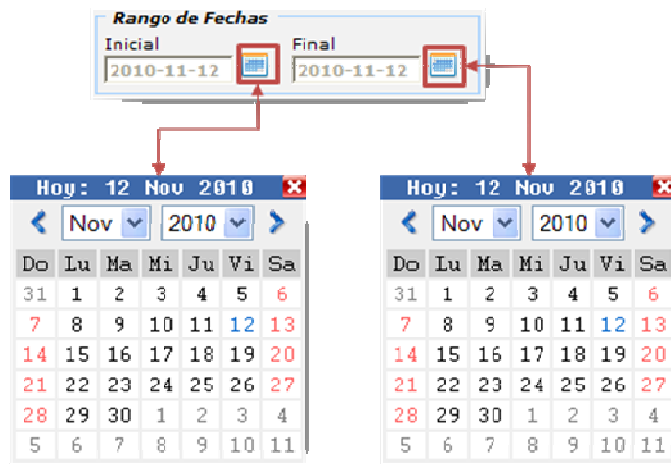 Rango de Fechas
Inicial Final
2010-11-12 2010-11-12
Hoy: 12 Nov 2010
Nov 2010
Do Lu Ma Mi Ju Vi Sa
31 1 2 3 4 5 6
7 8 9 10 11 12 13
14 15 16 17 18 19 20
21 22 23 24 25 26 27
28 29 30 1 2 3 4
5 6 7 8 9 10 11
Hoy: 12 Nov 2010
Nov 2010
Do Lu Ma Mi Ju Vi Sa
31 1 2 3 4 5 6
7 8 9 10 11 12 13
14 15 16 17 18 19 20
21 22 23 24 25 26 27
28 29 30 1 2 3 4
5 6 7 8 9 10 11